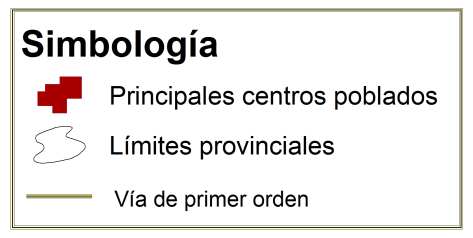 Simbología
Principales centros poblados
Límites provinciales
Vía de primer orden